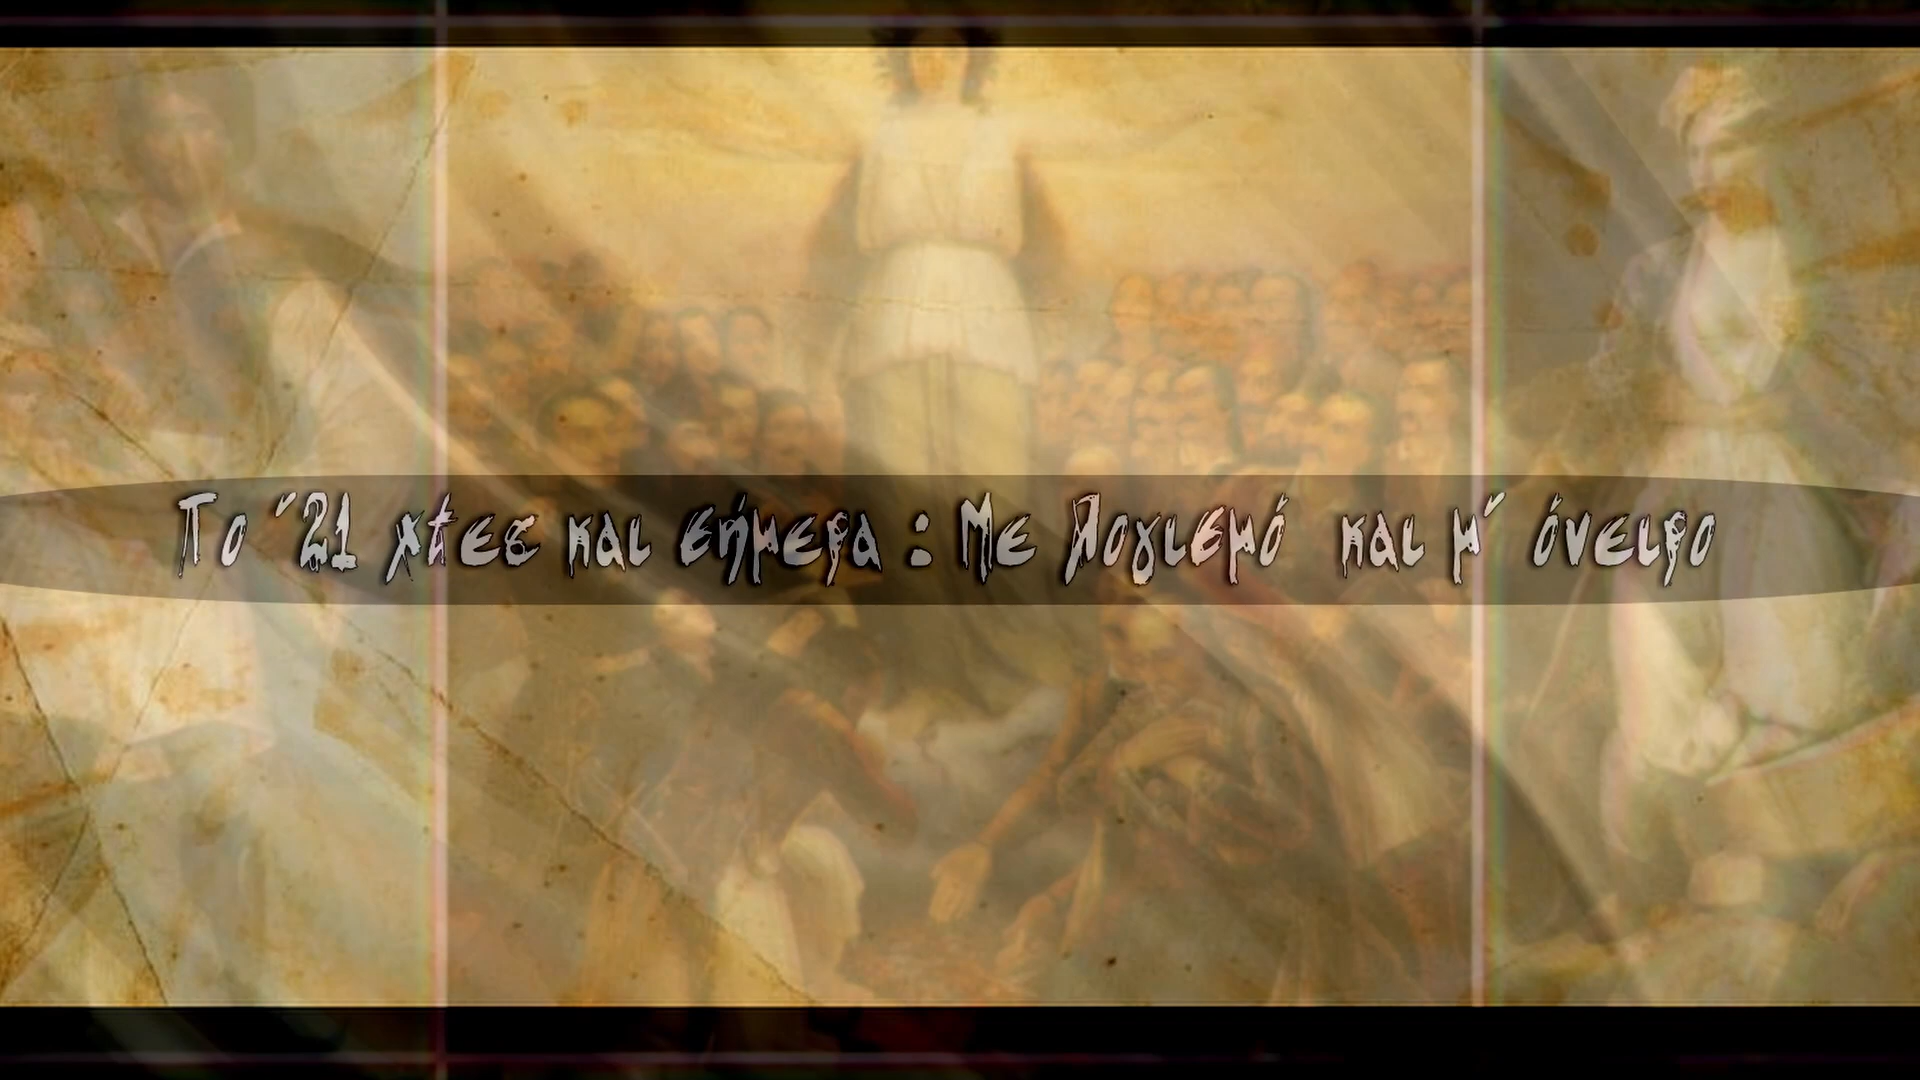 Το ΄21 χτες και σήμερα : Με Λογισμό και μ΄ όνειρο